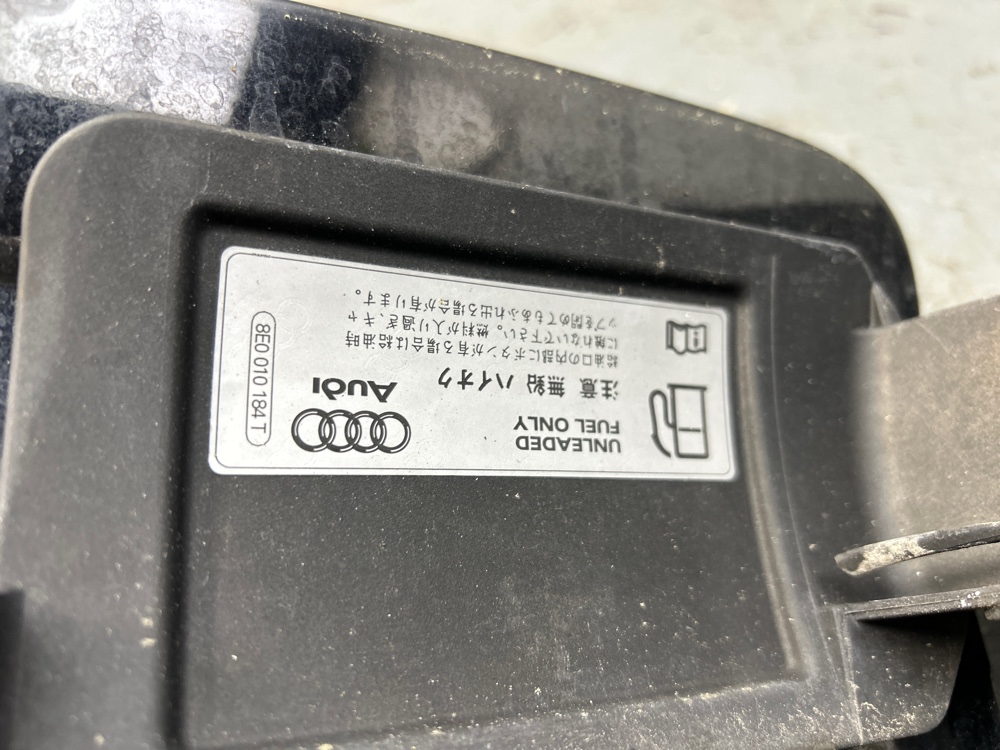 UNLEADED
FUEL ONLY
Audi
注意 無鉛 ハイオク
給油口の内部にボタンが有る場合は給油時
に触れないで下さい。燃料が入り過ぎ、キャ
ップを閉めてもあふれ出る場合が有ります。
8E0 010 184 T